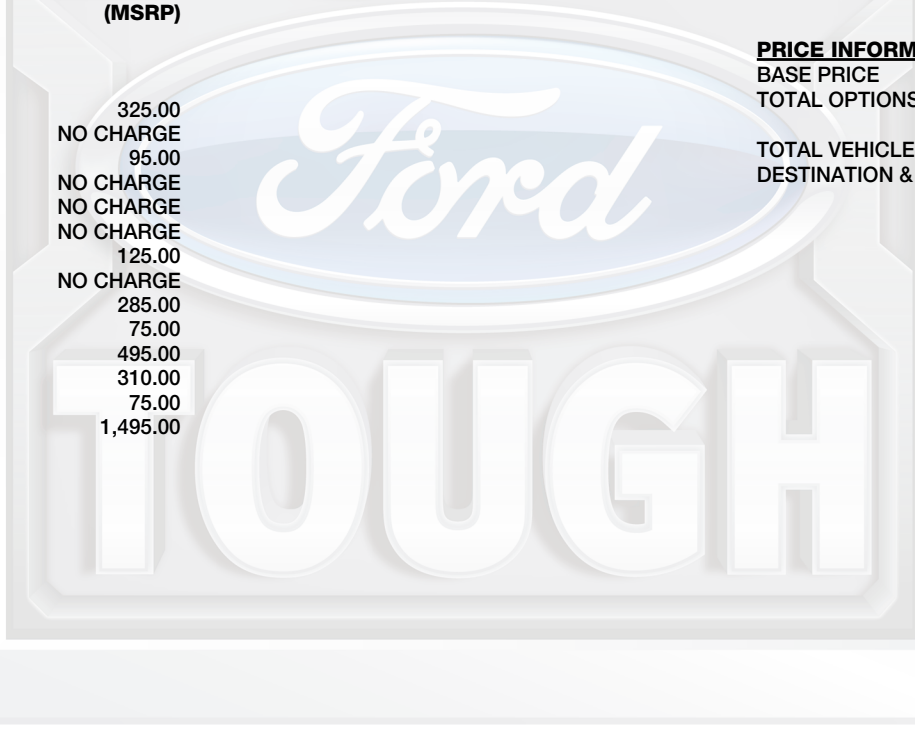 (MSRP)
325.00
NO CHARGE
95.00
NO CHARGE
NO CHARGE
NO CHARGE
125.00
NO CHARGE
285.00
75.00
495.00
310.00
75.00
1,495.00
PRICE INFORM
BASE PRICE
TOTAL OPTIONS
TOTAL VEHICLE
DESTINATION &
Ford
TOUGH